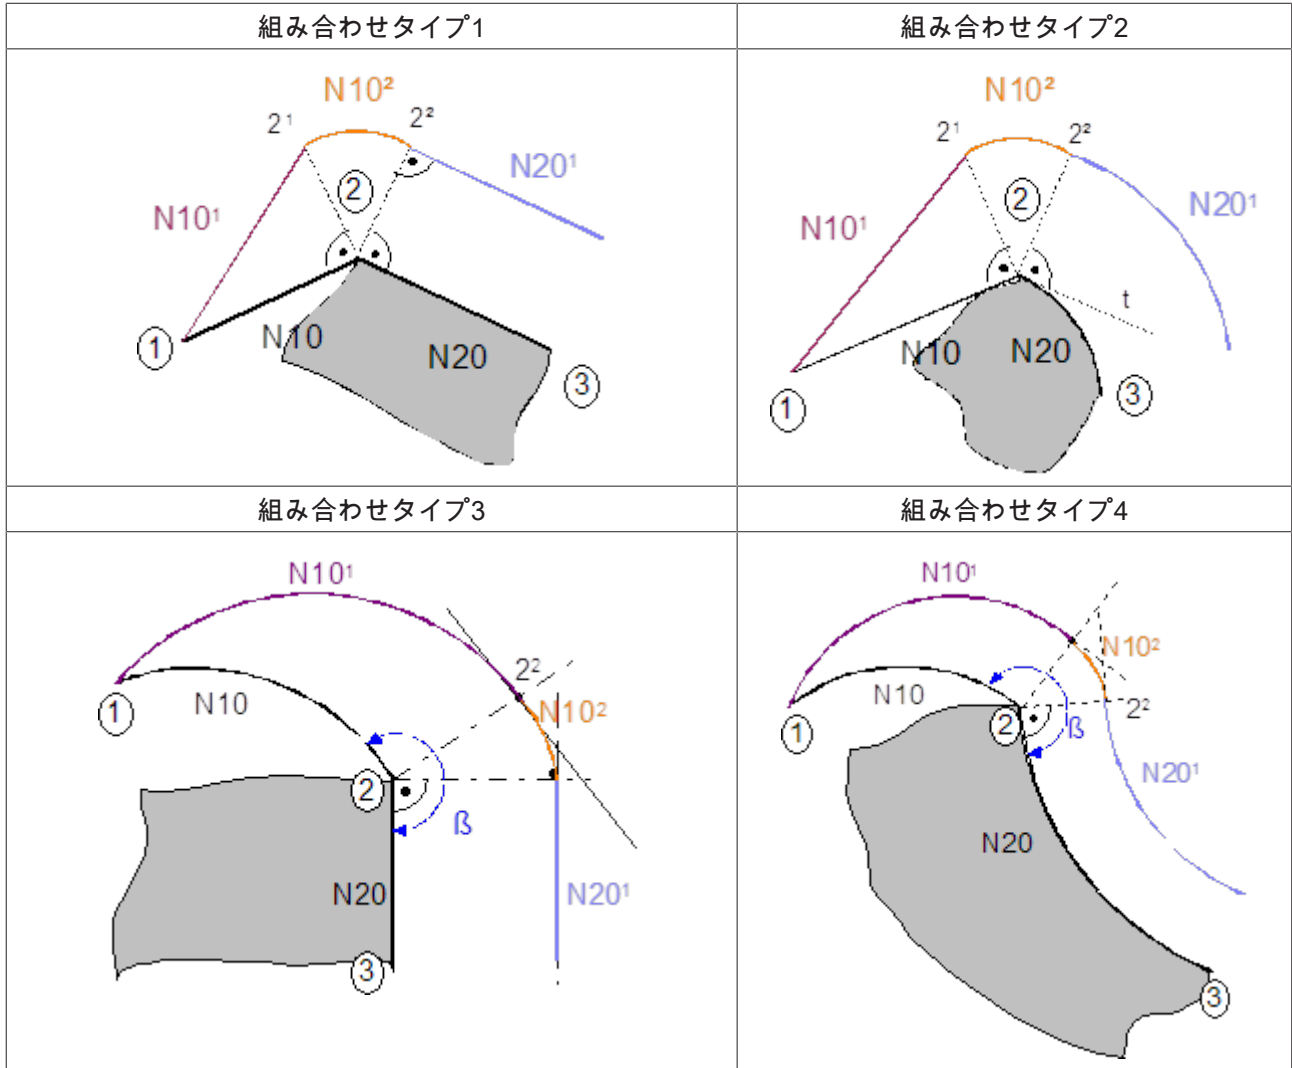 組み合わせタイプ1
組み合わせタイプ2
N10²
2¹
2²
②
N20¹
N10¹
①
N10
N20
③
N10²
2¹
2²
②
N20¹
N10¹
t
N10
N20
①
③
組み合わせタイプ3
組み合わせタイプ4
N10¹
2²
N10
N10²
①
②
ß
N20
N20¹
③
N10¹
N10²
N10
2²
①
②
ß
N20¹
N20
③